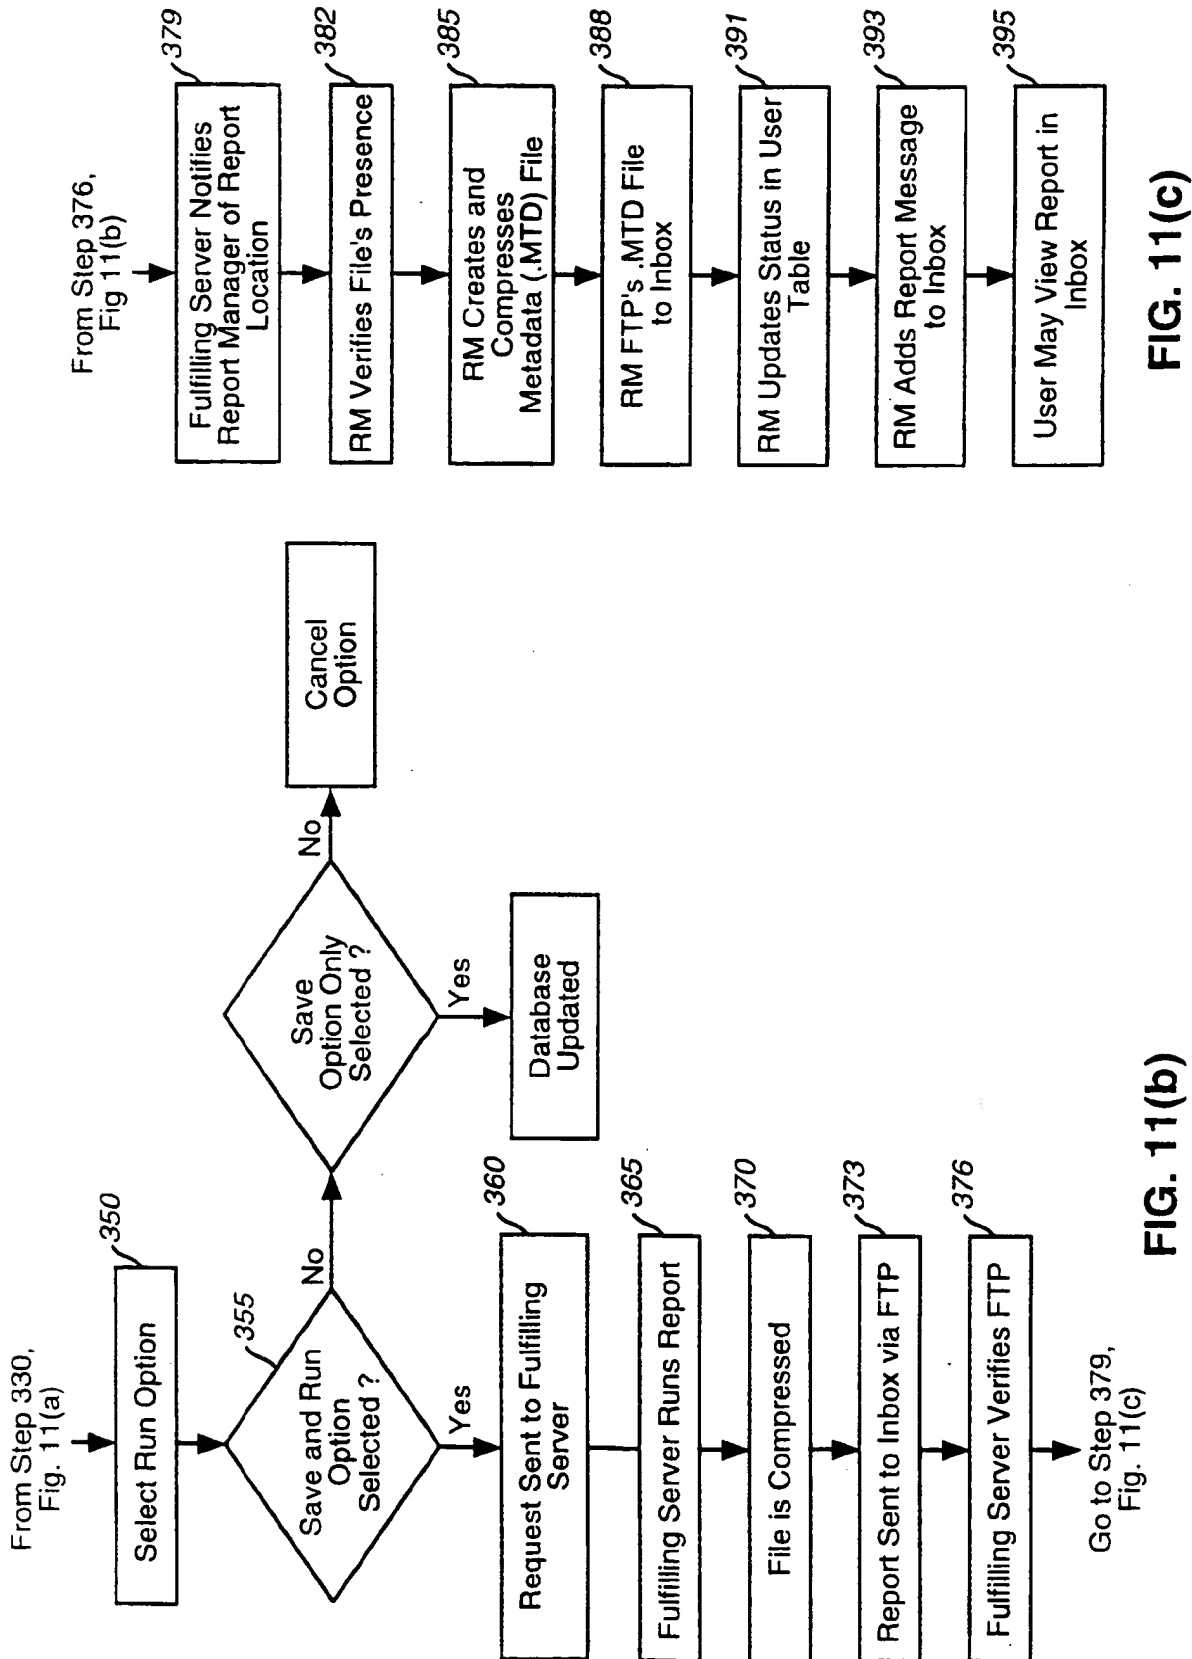 From Step 330,
Fig. 11(a)
350
Select Run Option
355
Save and Run
Option
Selected ?
No
Yes
Save
Option Only
Selected ?
No
Yes
Cancel
Option
Database
Updated
360
Request Sent to Fulfilling
Server
365
Fulfilling Server Runs Report
370
File is Compressed
373
Report Sent to Inbox via FTP
376
Fulfilling Server Verifies FTP
Go to Step 379,
Fig. 11(c)
FIG. 11(b)
From Step 376,
Fig 11(b)
379
Fulfilling Server Notifies
Report Manager of Report
Location
382
RM Verifies File's Presence
385
RM Creates and
Compresses
Metadata (.MTD) File
388
RM FTP's .MTD File
to Inbox
391
RM Updates Status in User
Table
393
RM Adds Report Message
to Inbox
395
User May View Report in
Inbox
FIG. 11(c)